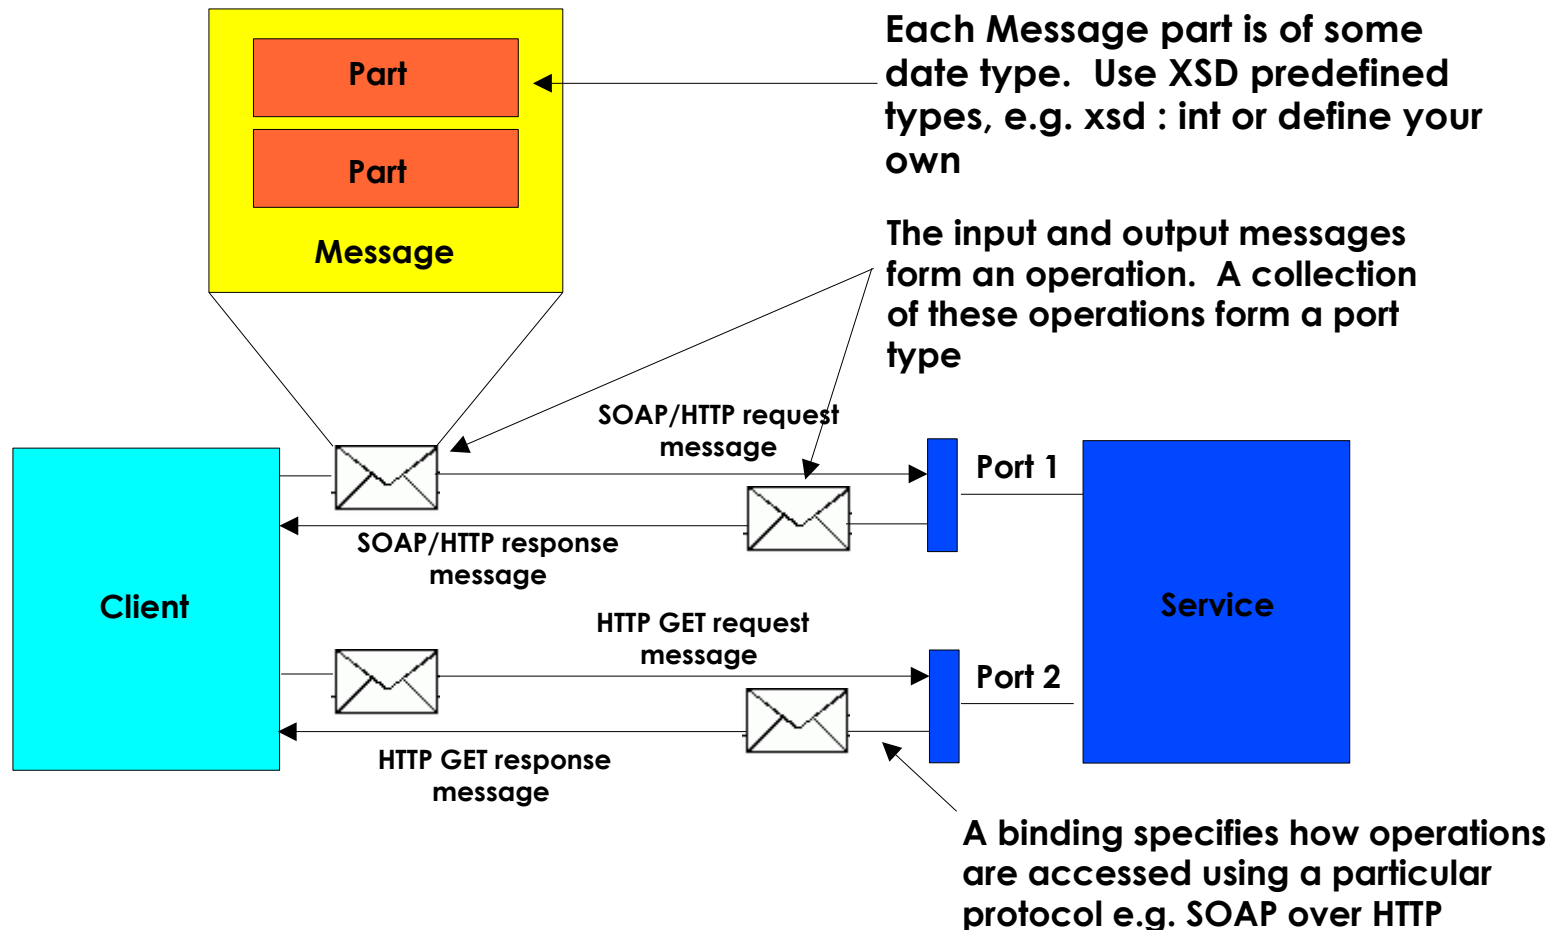 Part
Part
Message
Each Message part is of some
date type.  Use XSD predefined
types, e.g. xsd : int or define your
own
The input and output messages
form an operation.  A collection
of these operations form a port
type
SOAP/HTTP request
message
Port 1
SOAP/HTTP response
message
Client
Service
HTTP GET request
message
Port 2
HTTP GET response
message
A binding specifies how operations
are accessed using a particular
protocol e.g. SOAP over HTTP